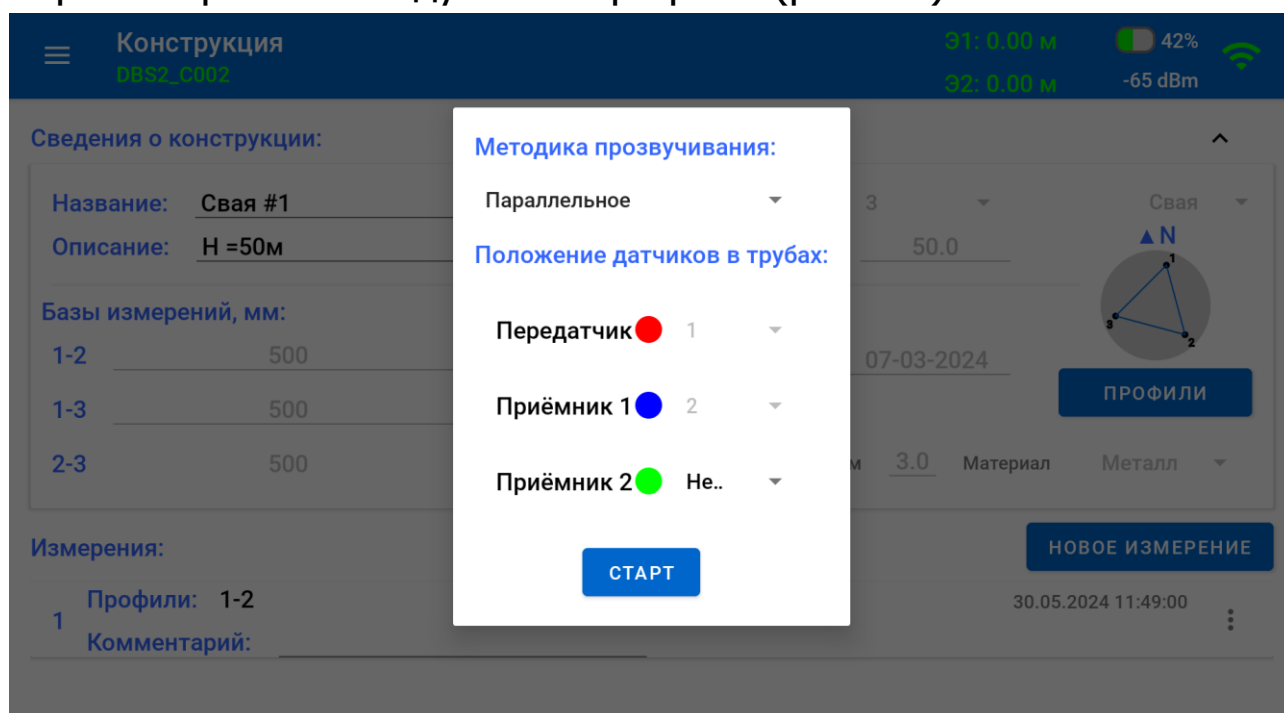 Конструкция
DBS2_C002
Э1: 0.00 м
42%
Э2: 0.00 м
-65 dBm
Сведения о конструкции:
Методика прозвучивания:
Название: Свая #1
Параллельное
3
Свая
Описание: Н =50м
Положение датчиков в трубах:
50.0
N
1
2
3
Базы измерений, мм:
1-2 500
Передатчик 1
07-03-2024
1-3 500
Приёмник 1 2
ПРОФИЛИ
2-3 500
Приёмник 2 Не..
м 3.0 Материал Металл
Измерения:
НОВОЕ ИЗМЕРЕНИЕ
СТАРТ
1
Профили: 1-2
30.05.2024 11:49:00
Комментарий: